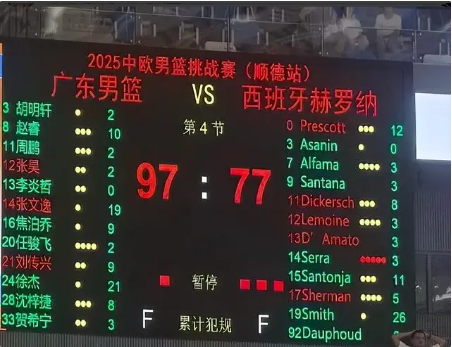 2025中欧男篮挑战赛（顺德站）
广东男篮 VS 西班牙赫罗纳
第4节
97 : 77
暂停
F 累计犯规 F
3 胡明轩 2
8 赵睿 10
11 周鹏 2
12 张昊 2
13 李炎哲 0
14 张文逸 19
16 焦泊乔 9
20 任骏飞 2
21 刘传兴 9
24 徐杰 21
28 沈梓捷 8
33 贺希宁 3
0 Prescott 12
3 Asanin 0
7 Alfama 3
9 Santana 3
11 Dickersch 8
12 Lemoine 3
13 D'Amato 3
14 Serra 3
15 Santonja 11
17 Sherman 5
19 Smith 26
92 Dauphoud